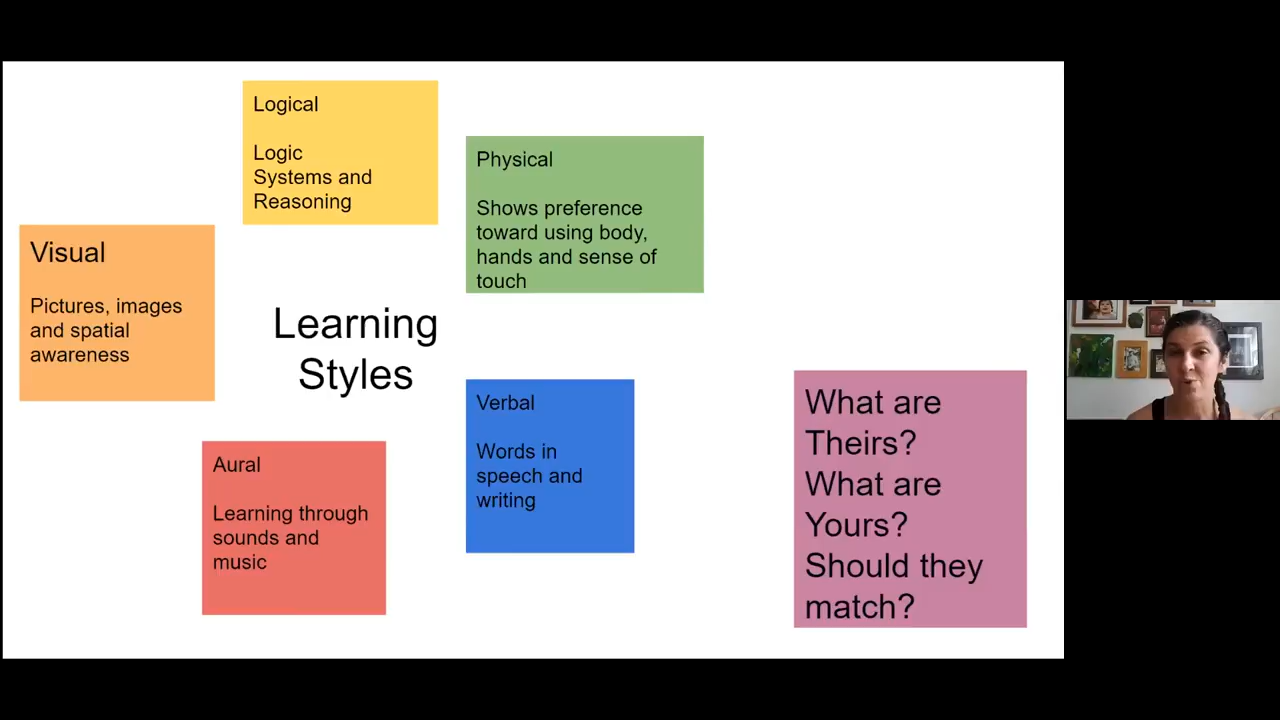 Logical
Logic
Systems and
Reasoning
Physical
Shows preference
toward using body,
hands and sense of
touch
Visual
Pictures, images
and spatial
awareness
Learning
Styles
Verbal
Words in
speech and
writing
Aural
Learning through
sounds and
music
What are
Theirs?
What are
Yours?
Should they
match?